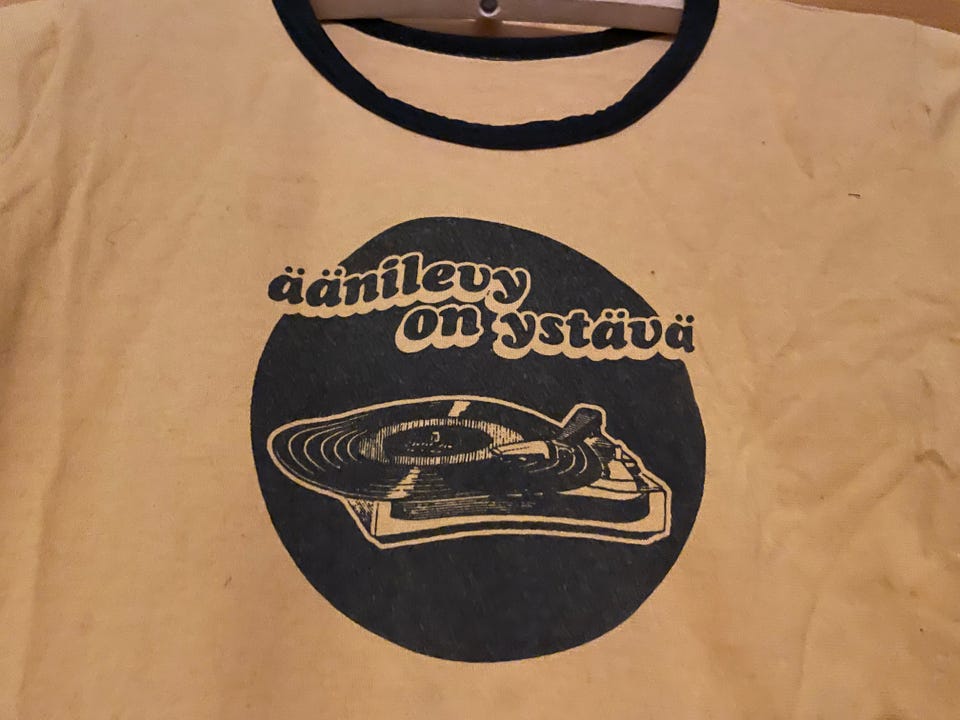 äänilevy
on ystävä